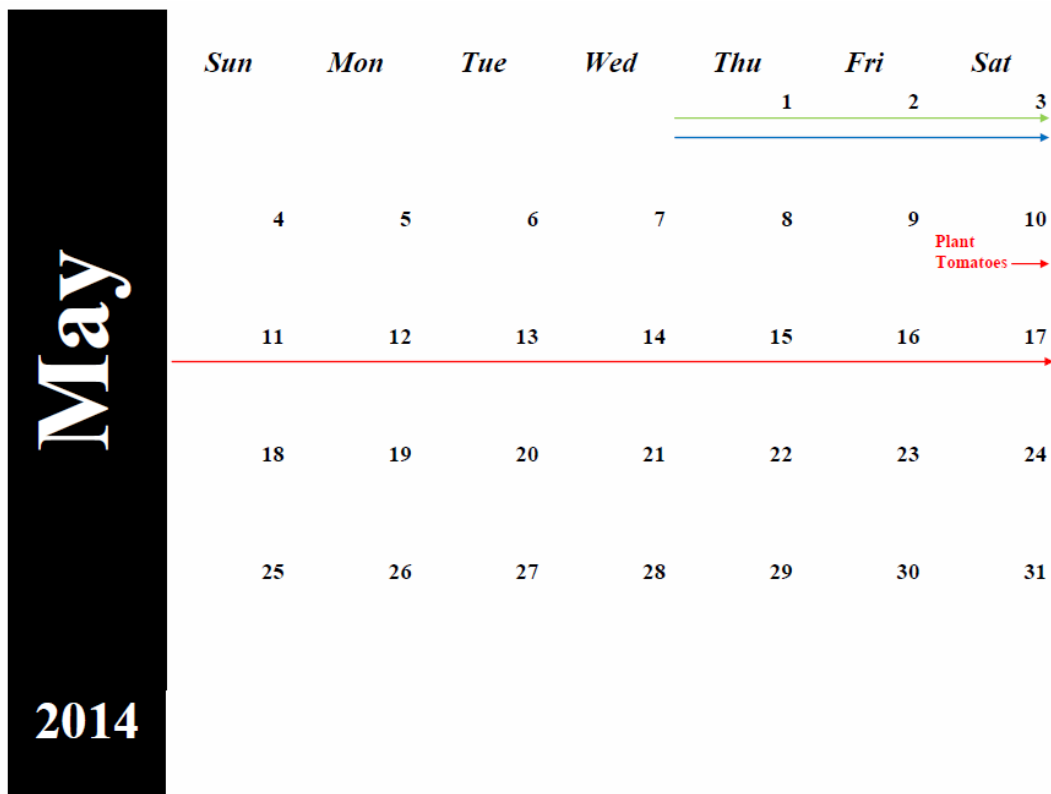 Sun Mon Tue Wed Thu Fri Sat
1 2 3
4 5 6 7 8 9 10
Plant
Tomatoes
11 12 13 14 15 16 17
18 19 20 21 22 23 24
25 26 27 28 29 30 31
May
2014